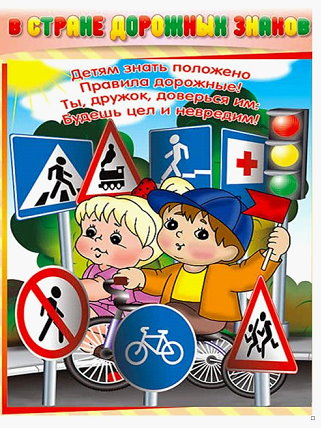 В СТРАНЕ ДОРОЖНЫХ ЗНАКОВ
Детям знать положено
Правила дорожные!
Ты, дружок, доверься им:
Будешь цел и невредим!